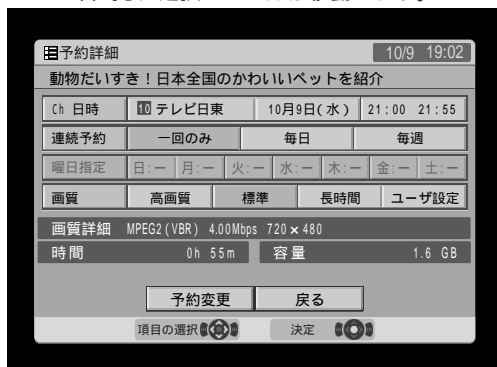 予約詳細 10/9 19:02
動物だいすき！日本全国のかわいいペットを紹介
Ch 日時 10 テレビ日東 10月9日(水) 21:00 21:55
連続予約 一回のみ 毎日 毎週
曜日指定 日:ー 月:ー 火:ー 水:ー 木:ー 金:ー 土:ー
画質 高画質 標準 長時間 ユーザ設定
画質詳細 MPEG2(VBR) 4.00Mbps 720×480
時間 0h 55m 容量 1.6 GB
予約変更 戻る
項目の選択 決定